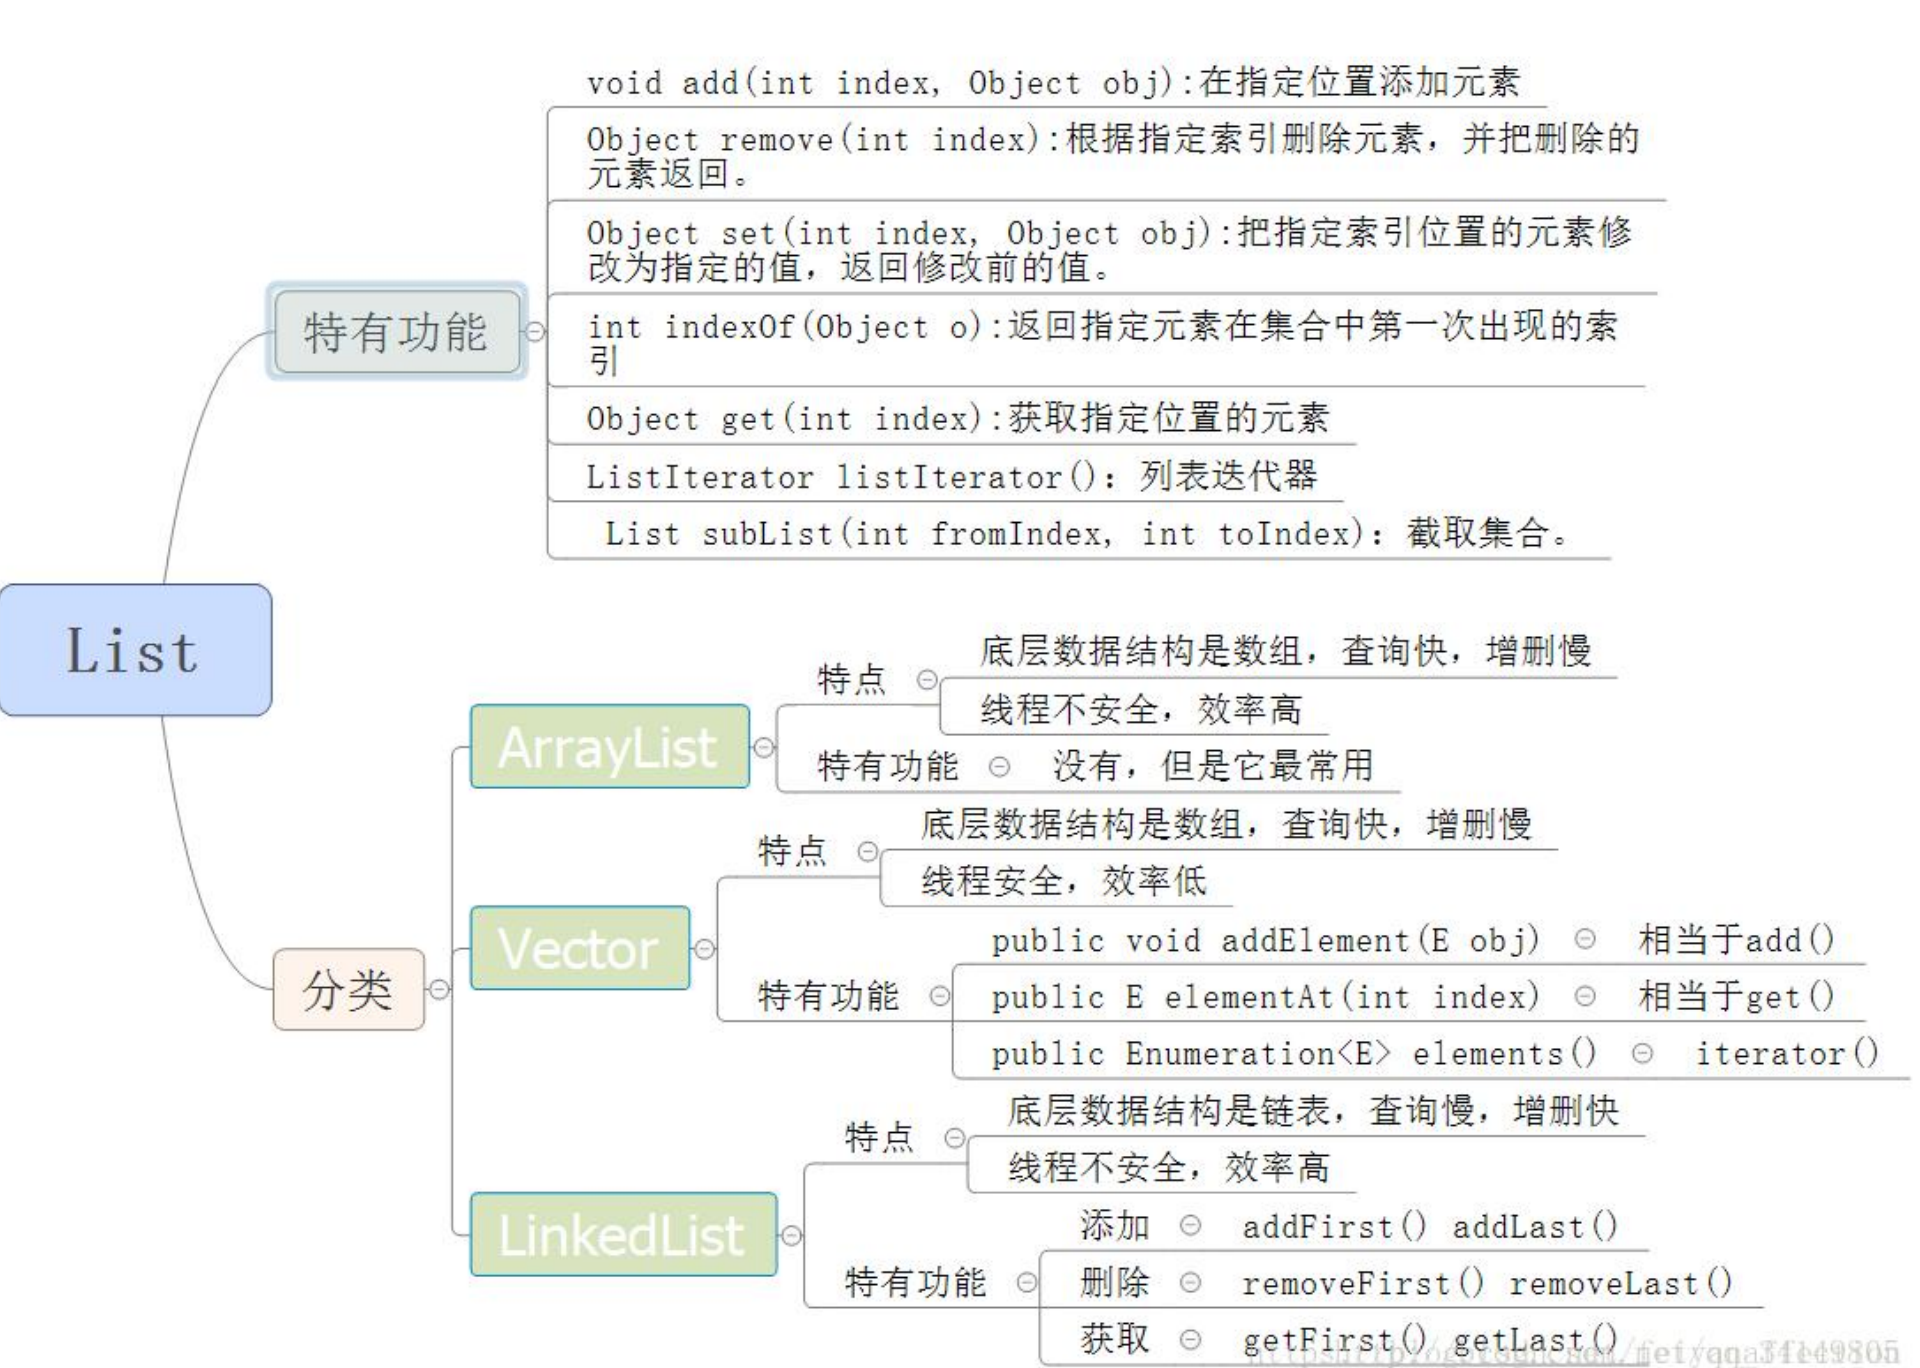 void add(int index, Object obj):在指定位置添加元素
Object remove(int index):根据指定索引删除元素，并把删除的
元素返回。
Object set(int index, Object obj):把指定索引位置的元素修
改为指定的值，返回修改前的值。
特有功能
int indexOf(Object o):返回指定元素在集合中第一次出现的索
引
Object get(int index):获取指定位置的元素
ListIterator listIterator()：列表迭代器
List subList(int fromIndex, int toIndex)：截取集合。
List
分类
ArrayList
特点
底层数据结构是数组，查询快，增删慢
线程不安全，效率高
特有功能
没有，但是它最常用
Vector
特点
底层数据结构是数组，查询快，增删慢
线程安全，效率低
特有功能
public void addElement(E obj)
相当于add()
public E elementAt(int index)
相当于get()
public Enumeration<E> elements()
iterator()
LinkedList
特点
底层数据结构是链表，查询慢，增删快
线程不安全，效率高
特有功能
添加
addFirst() addLast()
删除
removeFirst() removeLast()
获取
getFirst() getLast()